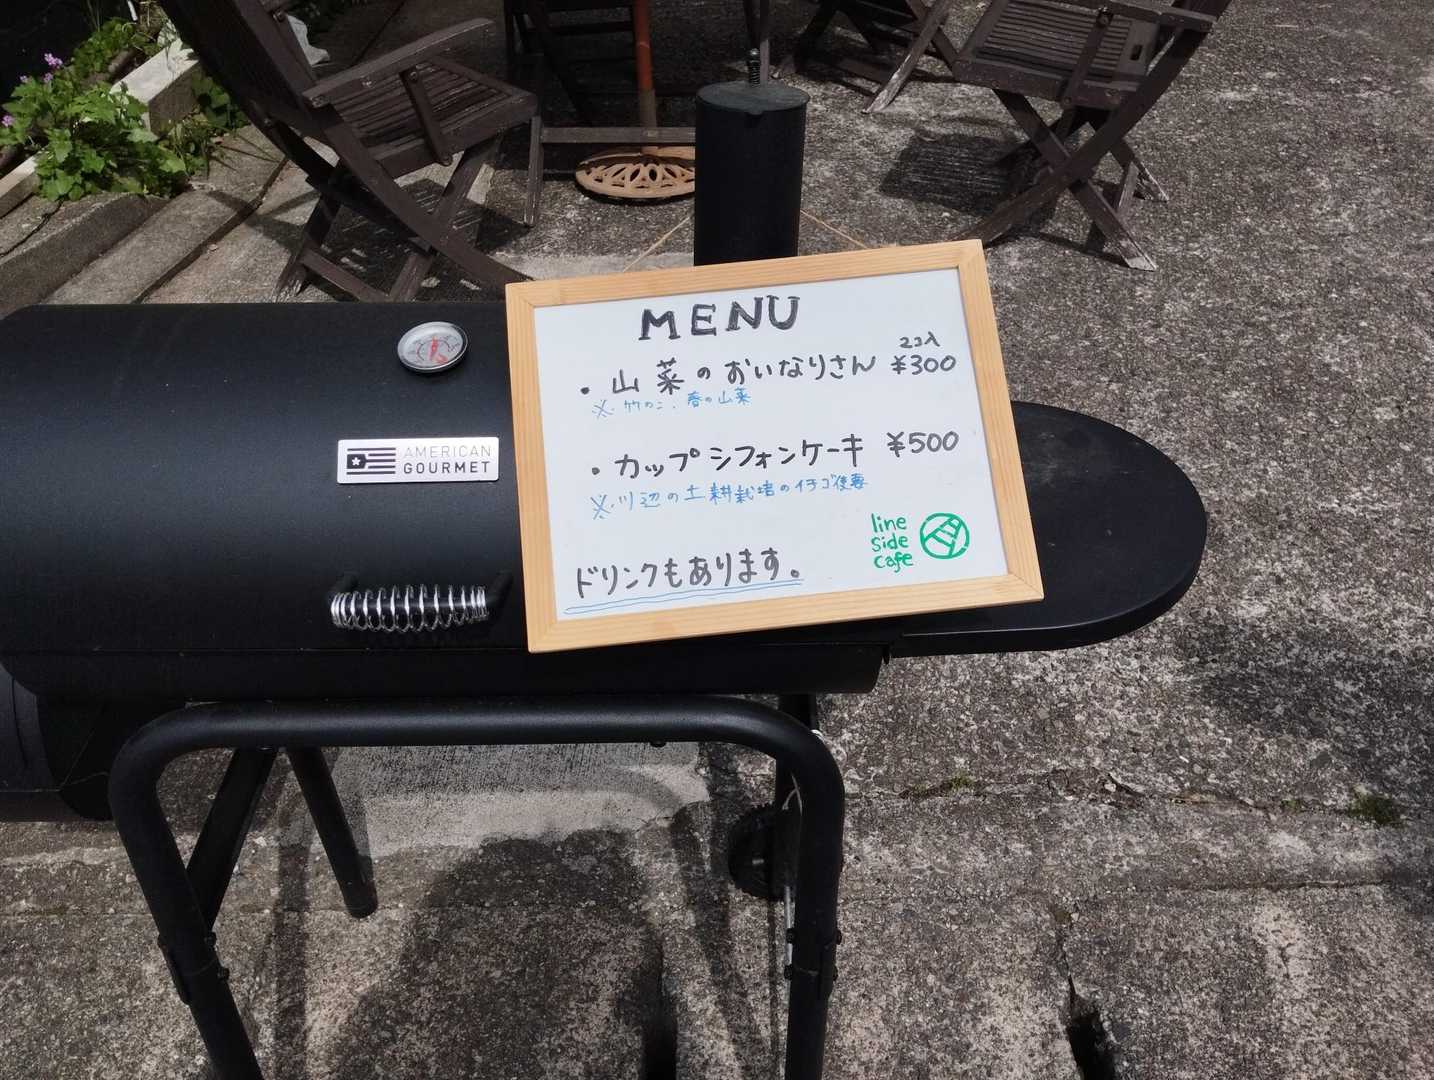 MENU
・山菜のおいなりさん 2コ入 ¥300
※竹のこ、春の山菜
・カップシフォンケーキ ¥500
※川辺の土耕栽培のイチゴ使用
ドリンクもあります。
line
side
cafe
AMERICAN
GOURMET